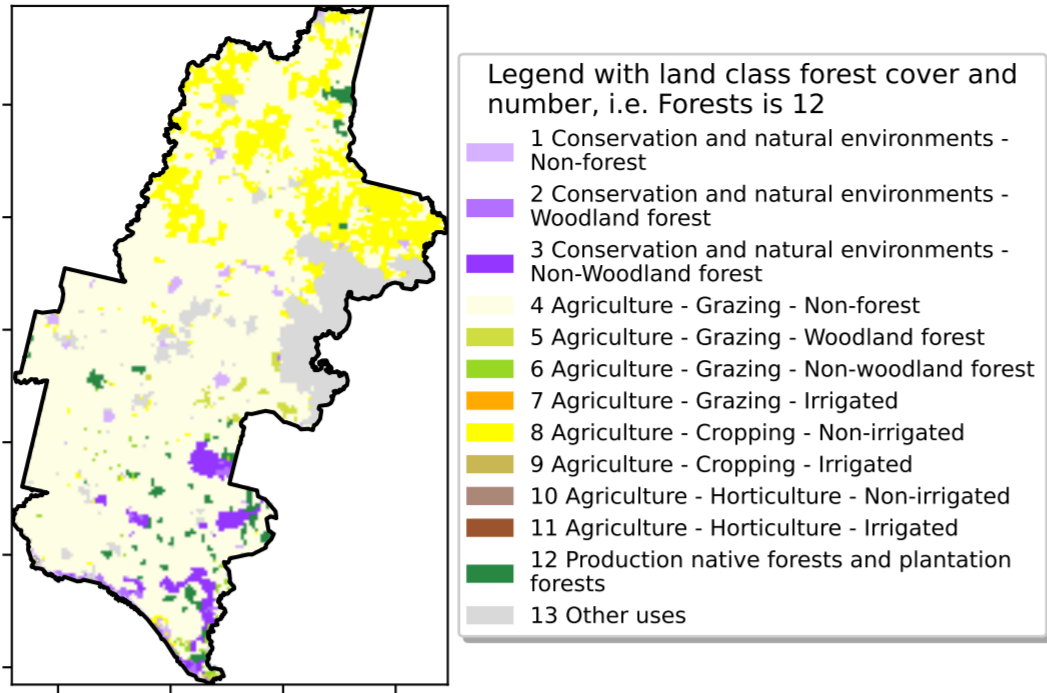 Legend with land class forest cover and
number, i.e. Forests is 12
1 Conservation and natural environments -
Non-forest
2 Conservation and natural environments -
Woodland forest
3 Conservation and natural environments -
Non-Woodland forest
4 Agriculture - Grazing - Non-forest
5 Agriculture - Grazing - Woodland forest
6 Agriculture - Grazing - Non-woodland forest
7 Agriculture - Grazing - Irrigated
8 Agriculture - Cropping - Non-irrigated
9 Agriculture - Cropping - Irrigated
10 Agriculture - Horticulture - Non-irrigated
11 Agriculture - Horticulture - Irrigated
12 Production native forests and plantation
forests
13 Other uses